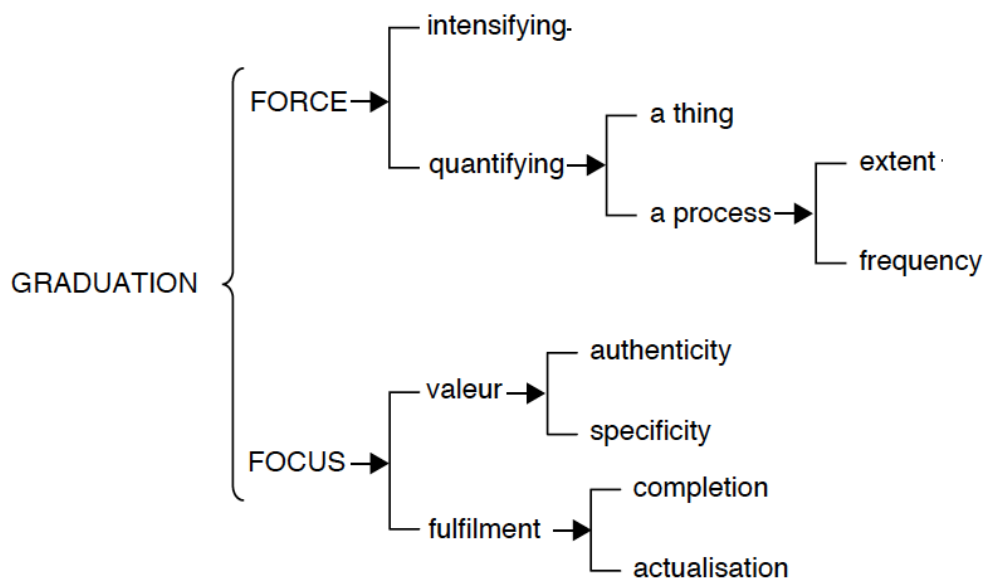 intensifying
FORCE
a thing
quantifying
extent
a process
frequency
GRADUATION
authenticity
valeur
specificity
FOCUS
completion
fulfilment
actualisation